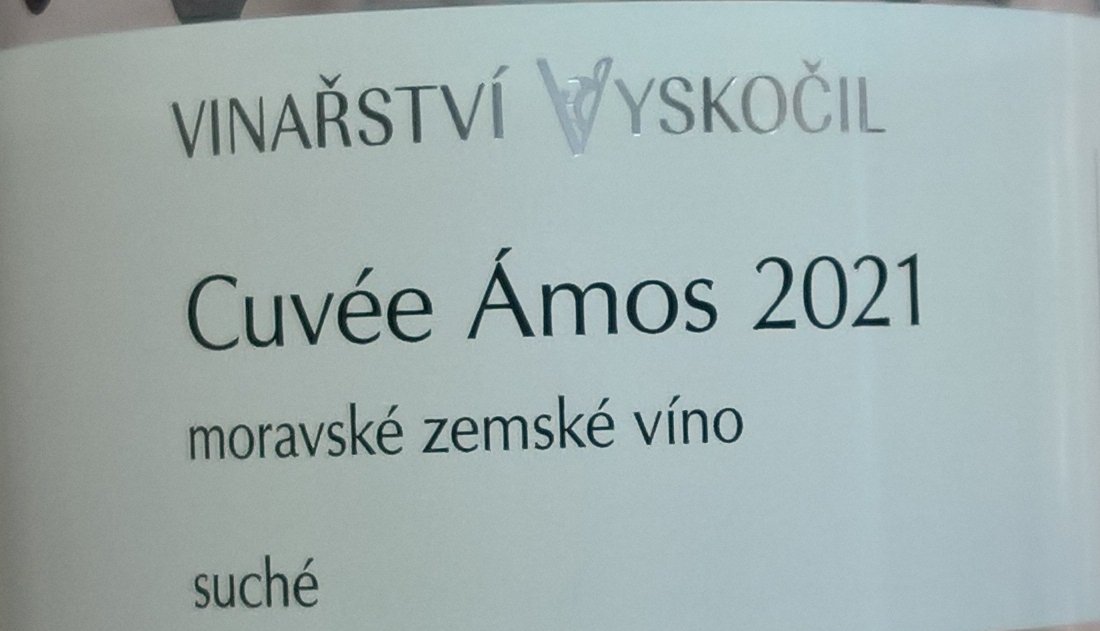 VINAŘSTVÍ VYSKOČIL
Cuvée Ámos 2021
moravské zemské víno
suché